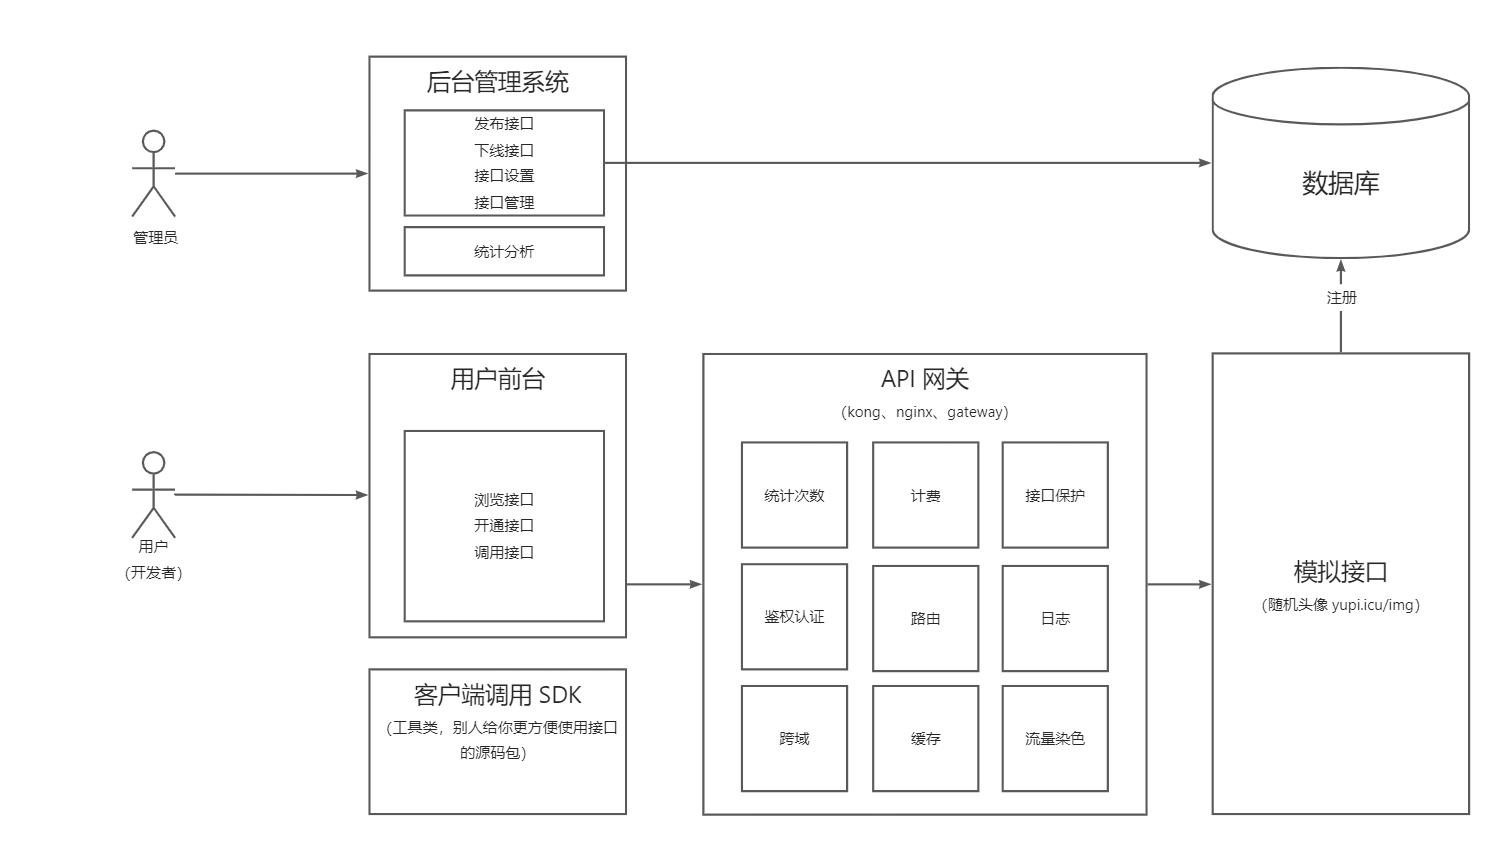 后台管理系统
发布接口
下线接口
接口设置
接口管理
统计分析
管理员
数据库
注册
用户前台
浏览接口
开通接口
调用接口
用户
(开发者)
客户端调用 SDK
（工具类，别人给你更方便使用接口
的源码包）
API 网关
（kong、nginx、gateway）
统计次数
计费
接口保护
鉴权认证
路由
日志
跨域
缓存
流量染色
模拟接口
（随机头像 yupi.icu/img）